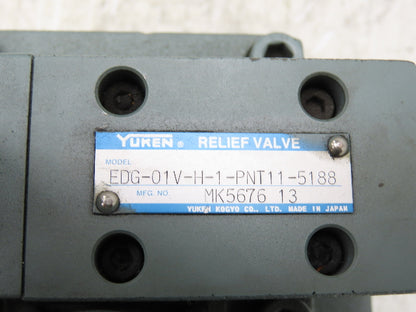 YUKEN ® RELIEF VALVE
MODEL
EDG-01V-H-1-PNT11-5188
MFG. NO. MK5676 13
YUKEN KOGYO CO., LTD. MADE IN JAPAN